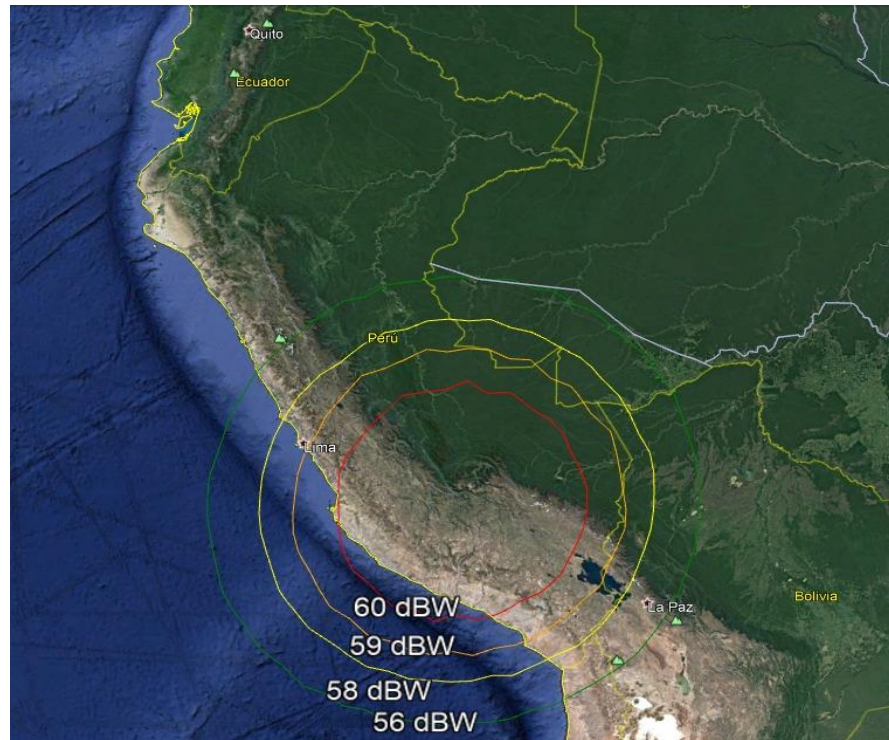 Quito
Ecuador
Perú
Lima
60 dBW
La Paz
Bolivia
59 dBW
58 dBW
56 dBW